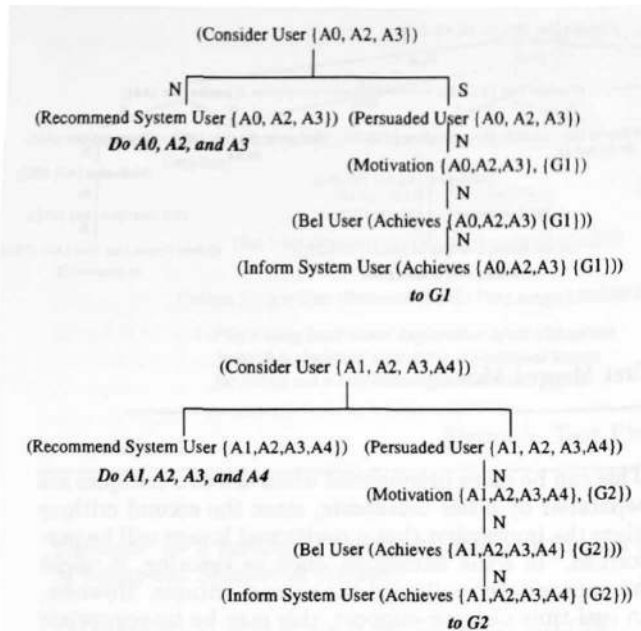 (Consider User {A0, A2, A3})
N S
(Recommend System User {A0, A2, A3}) (Persuaded User {A0, A2, A3})
Do A0, A2, and A3
N
(Motivation {A0,A2,A3}, {G1})
N
(Bel User (Achieves {A0,A2,A3) {G1}))
N
(Inform System User (Achieves {A0,A2,A3} {G1}))
to G1
(Consider User {A1, A2, A3,A4})
(Recommend System User {A1,A2,A3,A4}) (Persuaded User {A1, A2, A3,A4})
Do A1, A2, A3, and A4
N
(Motivation {A1,A2,A3,A4}, {G2})
N
(Bel User (Achieves {A1,A2,A3,A4} {G2}))
N
(Inform System User (Achieves {A1,A2,A3,A4} {G2}))
to G2